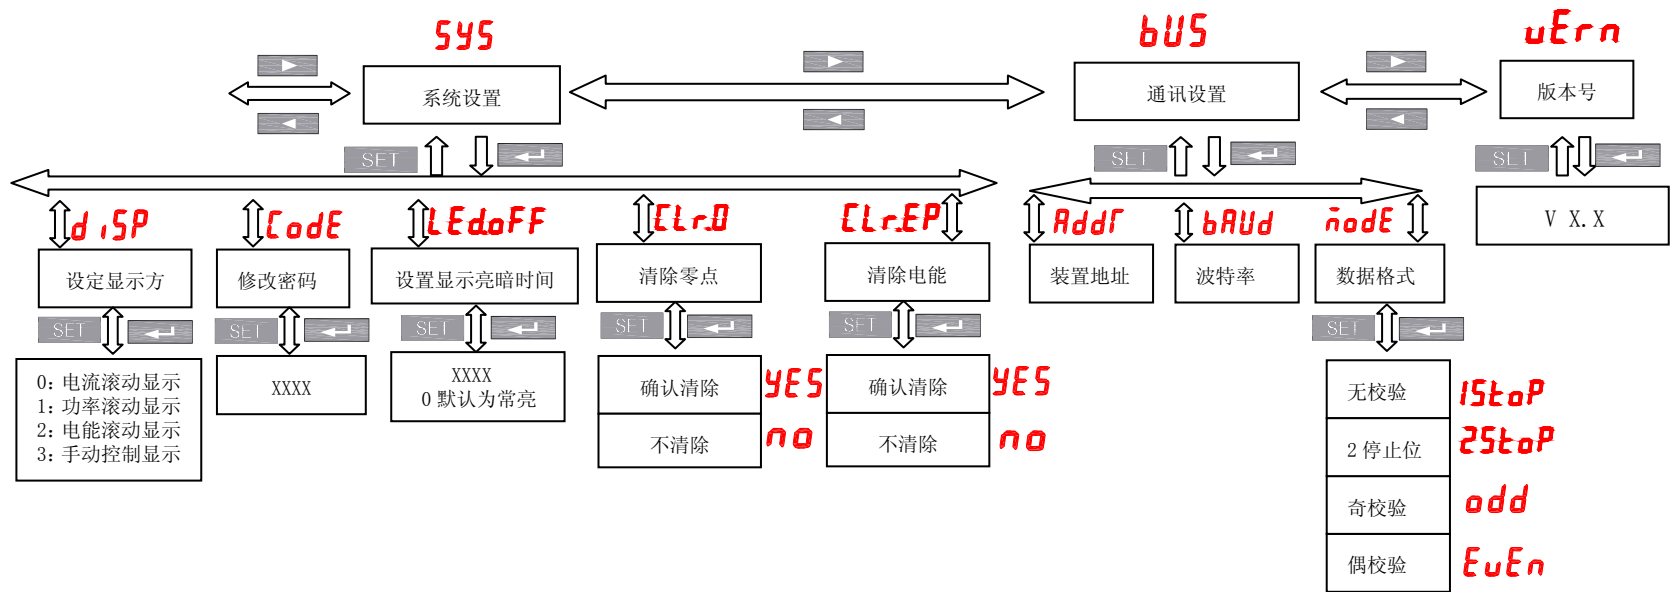 SYS
bUS
vErn
系统设置
通讯设置
版本号
SET
SET
SET
diSP
CodE
LEd.oFF
CLr.0
CLr.EP
Addr
bAUd
modE
V X.X
设定显示方
修改密码
设置显示亮暗时间
清除零点
清除电能
装置地址
波特率
数据格式
SET
SET
SET
SET
SET
SET
0: 电流滚动显示
1: 功率滚动显示
2: 电能滚动显示
3: 手动控制显示
XXXX
XXXX
0 默认为常亮
确认清除
YES
不清除
no
确认清除
YES
不清除
no
无校验
1StoP
2 停止位
2StoP
奇校验
odd
偶校验
EvEn